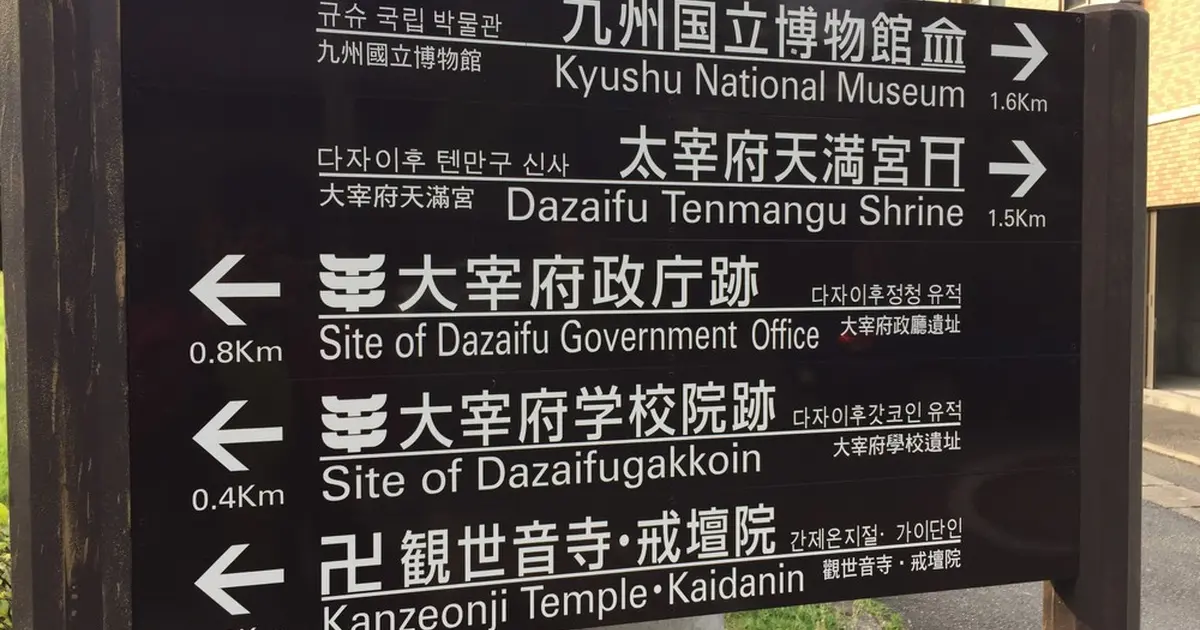 규슈 국립 박물관
九州国立博物館
九州國立博物館
Kyushu National Museum
1.6Km
다자이후 텐만구 신사
太宰府天満宮
大宰府天滿宮
Dazaifu Tenmangu Shrine
1.5Km
大宰府政庁跡
다자이후정청 유적
Site of Dazaifu Government Office
大宰府政廳遺址
0.8Km
大宰府学校院跡
다자이후갓코인 유적
Site of Dazaifugakkoin
大宰府學校遺址
0.4Km
卍 観世音寺・戒壇院
간제온지절· 가이단인
Kanzeonji Temple・Kaidanin
觀世音寺・戒壇院